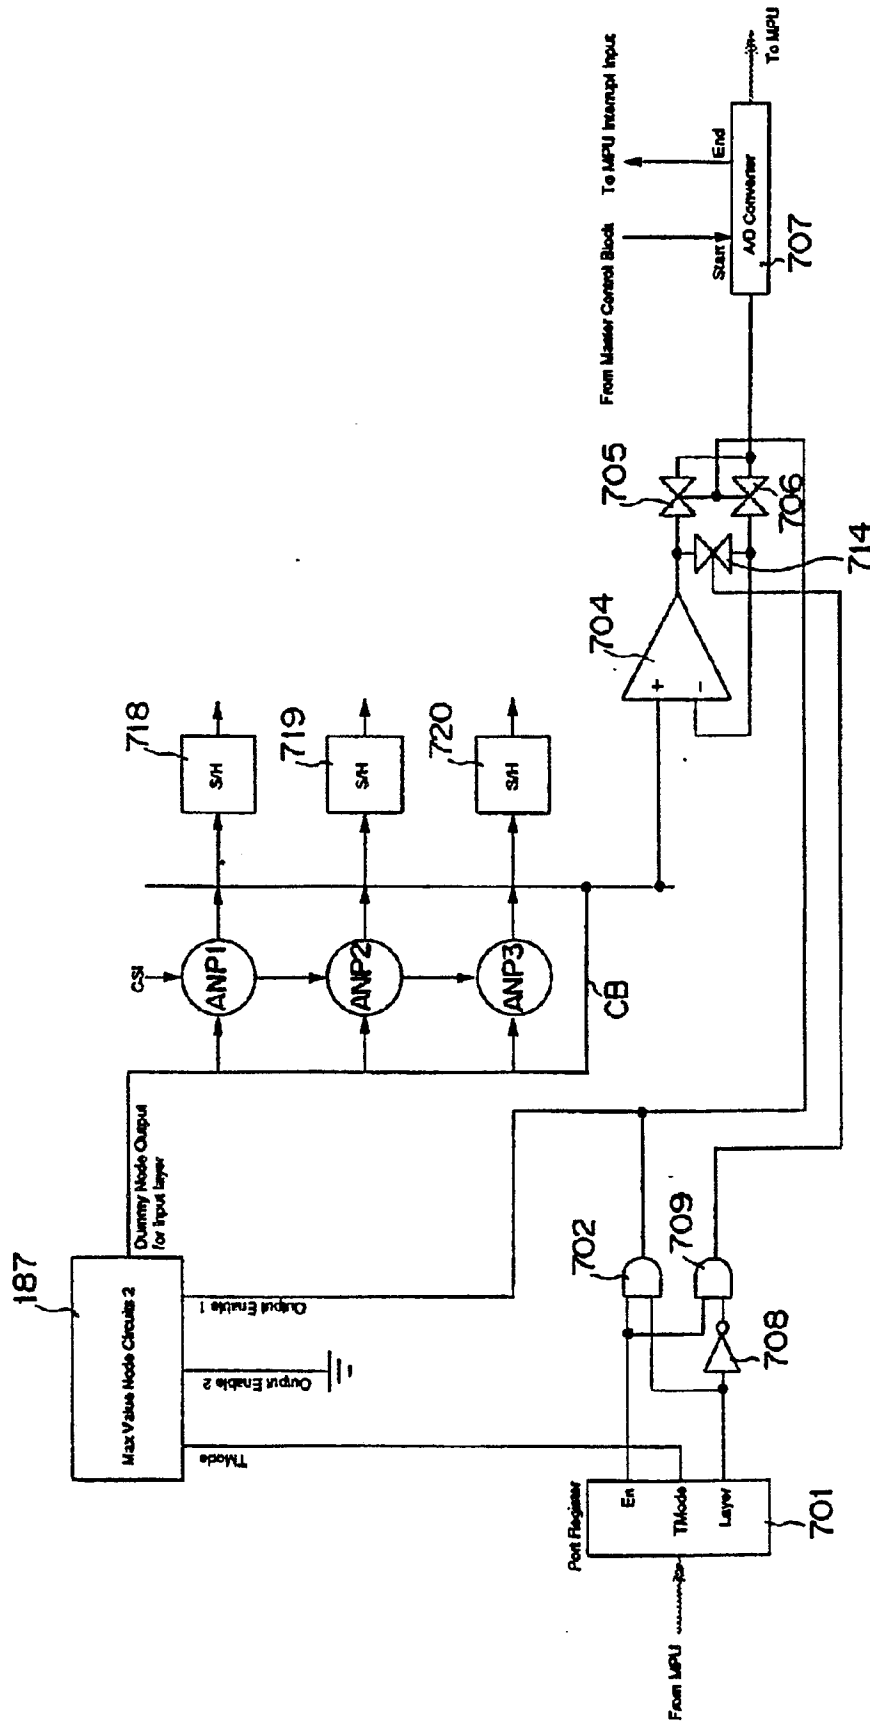 187
Max Value Node Circuits 2
Dummy Node Output
for Input layer
TMode
Output Enable 2
Output Enable 1
CSI
ANP1
ANP2
ANP3
CB
S/H
718
S/H
719
S/H
720
From MPU
Port Register
En
TMode
Layer
701
702
709
708
704
+
−
705
706
714
From Master Control Block
To MPU Interrupt Input
Start
End
A/D Converter
707
To MPU